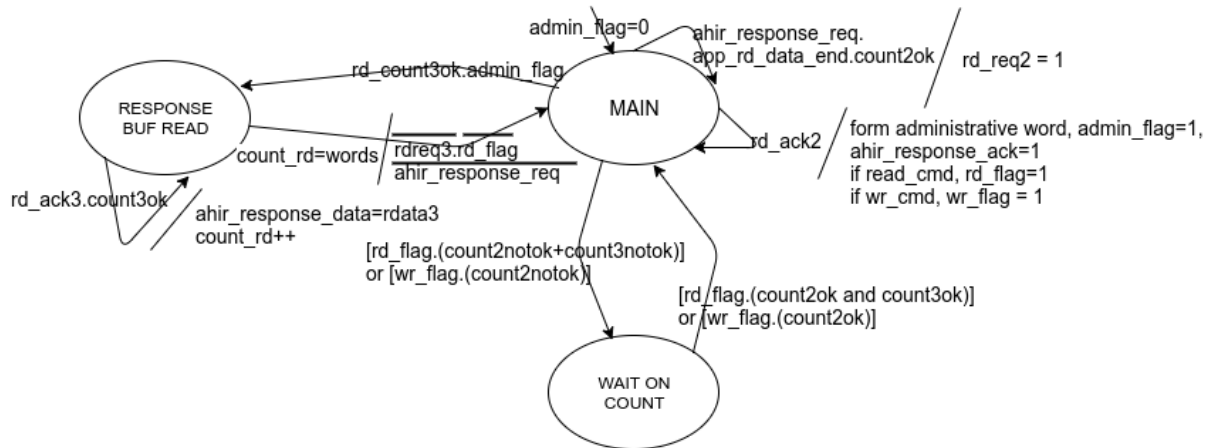 admin_flag=0
ahir_response_req.
app_rd_data_end.count2ok
rd_req2 = 1
rd_count3ok.admin_flag
RESPONSE
BUF READ
MAIN
count_rd=words
rdreq3.rd_flag
ahir_response_req
rd_ack2
form administrative word, admin_flag=1,
ahir_response_ack=1
if read_cmd, rd_flag=1
if wr_cmd, wr_flag = 1
rd_ack3.count3ok
ahir_response_data=rdata3
count_rd++
[rd_flag.(count2notok+count3notok)]
or [wr_flag.(count2notok)]
[rd_flag.(count2ok and count3ok)]
or [wr_flag.(count2ok)]
WAIT ON
COUNT